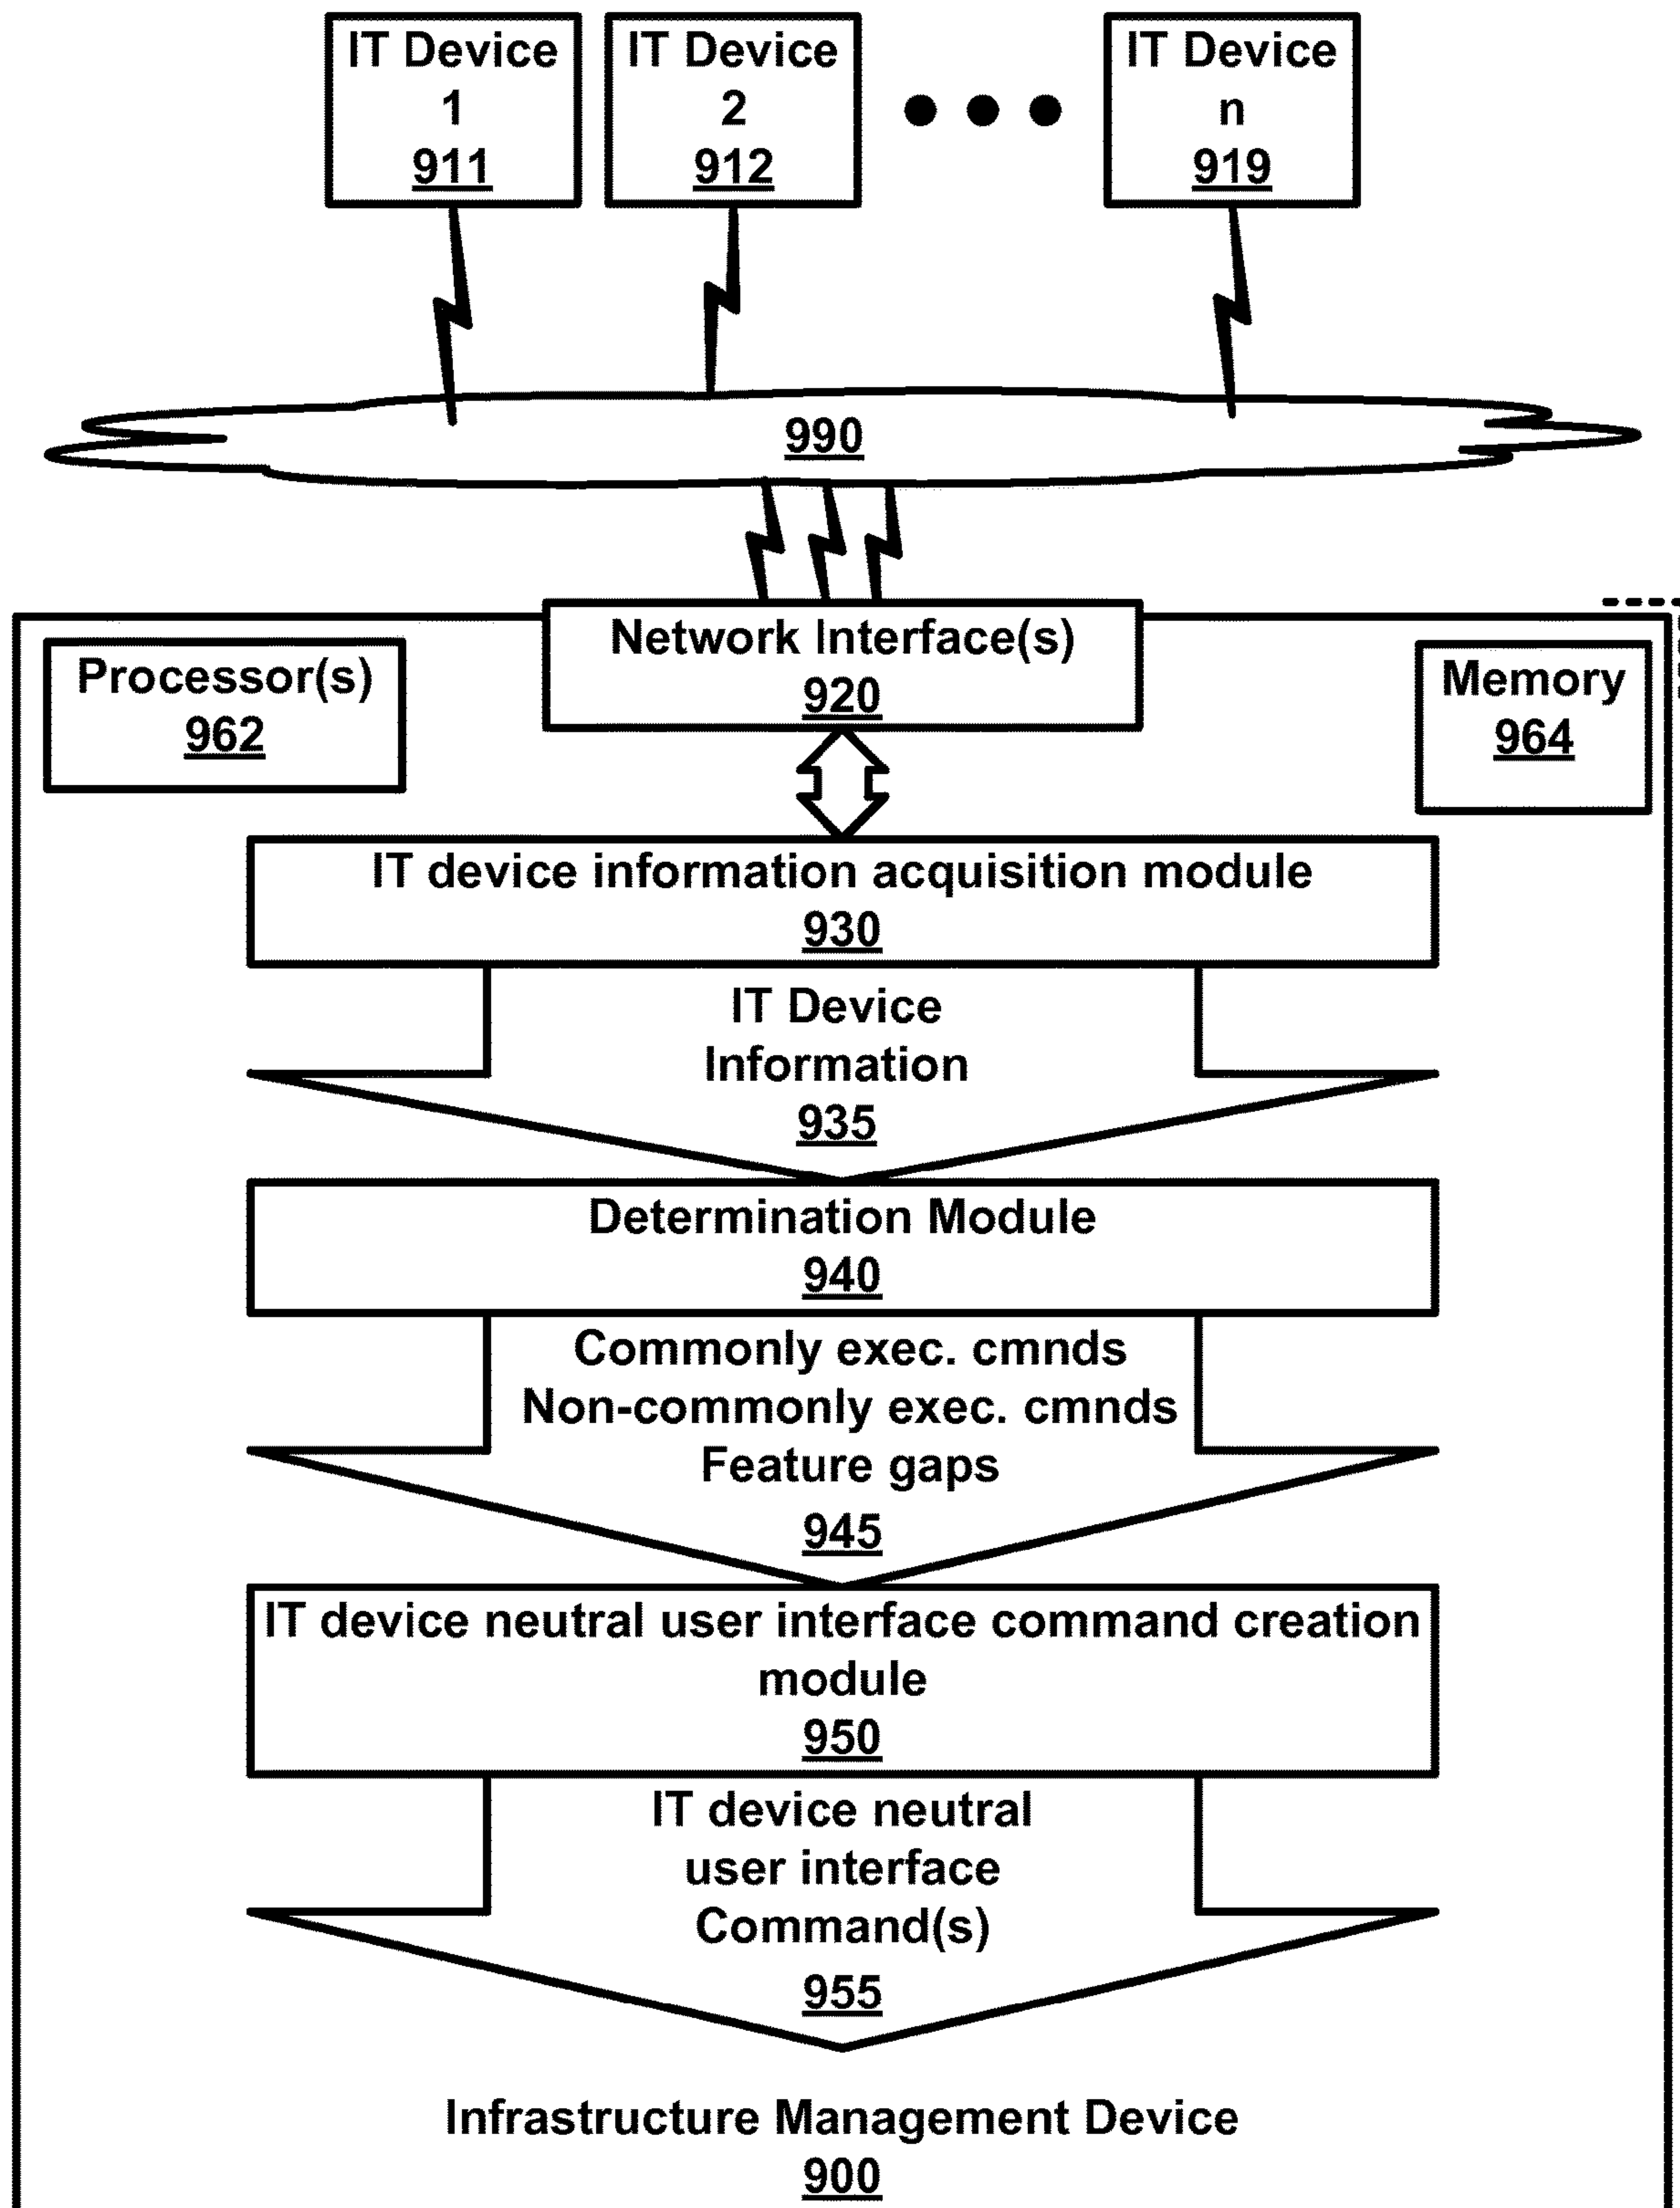 IT Device
1
911
IT Device
2
912
IT Device
n
919
990
Network Interface(s)
920
Processor(s)
962
Memory
964
IT device information acquisition module
930
IT Device
Information
935
Determination Module
940
Commonly exec. cmnds
Non-commonly exec. cmnds
Feature gaps
945
IT device neutral user interface command creation
module
950
IT device neutral
user interface
Command(s)
955
Infrastructure Management Device
900